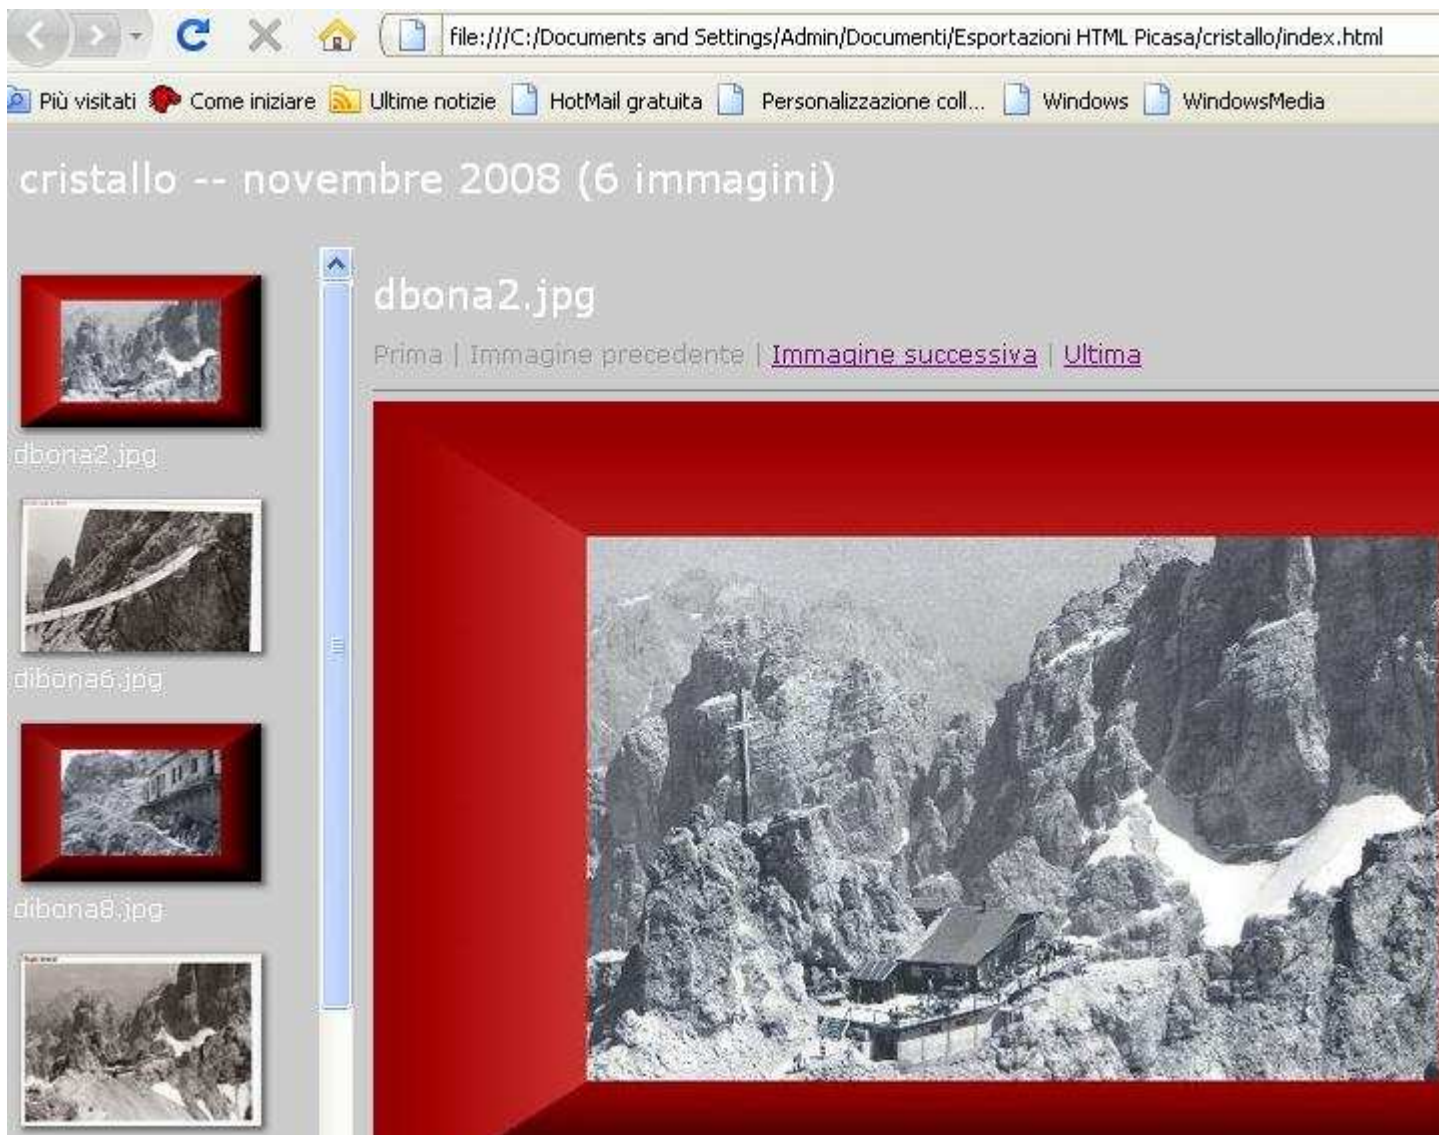 file:///C:/Documents and Settings/Admin/Documenti/Esportazioni HTML Picasa/cristallo/index.html
Più visitati Come iniziare Ultime notizie HotMail gratuita Personalizzazione coll... Windows WindowsMedia
cristallo -- novembre 2008 (6 immagini)
dbona2.jpg
Prima | Immagine precedente | Immagine successiva | Ultima
dbona2.jpg
dibona6.jpg
dibona8.jpg